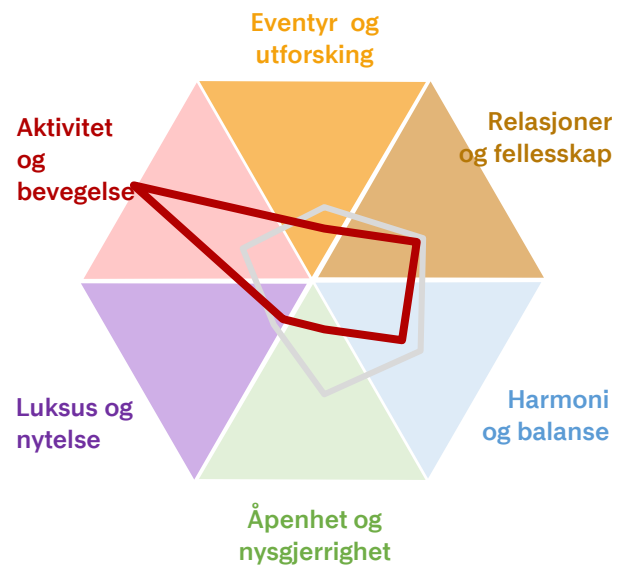 Eventyr og
utforsking
Aktivitet
og
bevegelse
Relasjoner
og fellesskap
Luksus og
nytelse
Harmoni
og balanse
Åpenhet og
nysgjerrighet